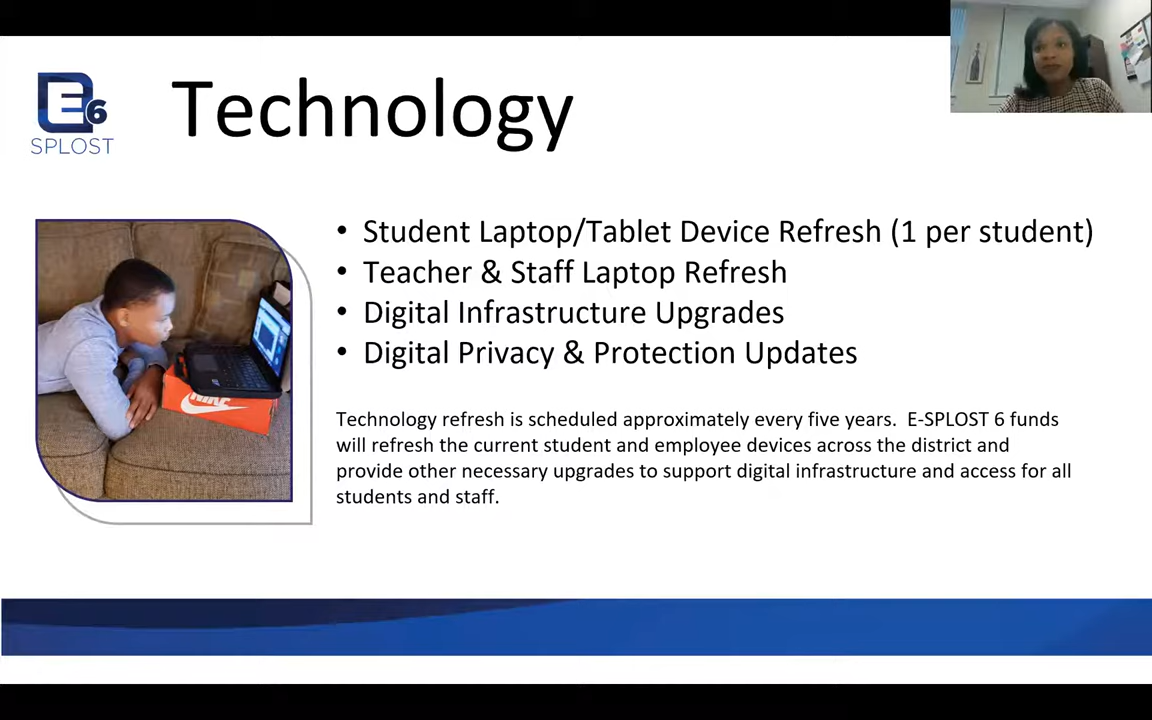 E6
SPLOST
Technology
• Student Laptop/Tablet Device Refresh (1 per student)
• Teacher & Staff Laptop Refresh
• Digital Infrastructure Upgrades
• Digital Privacy & Protection Updates
Technology refresh is scheduled approximately every five years.  E-SPLOST 6 funds
will refresh the current student and employee devices across the district and
provide other necessary upgrades to support digital infrastructure and access for all
students and staff.
NIKE